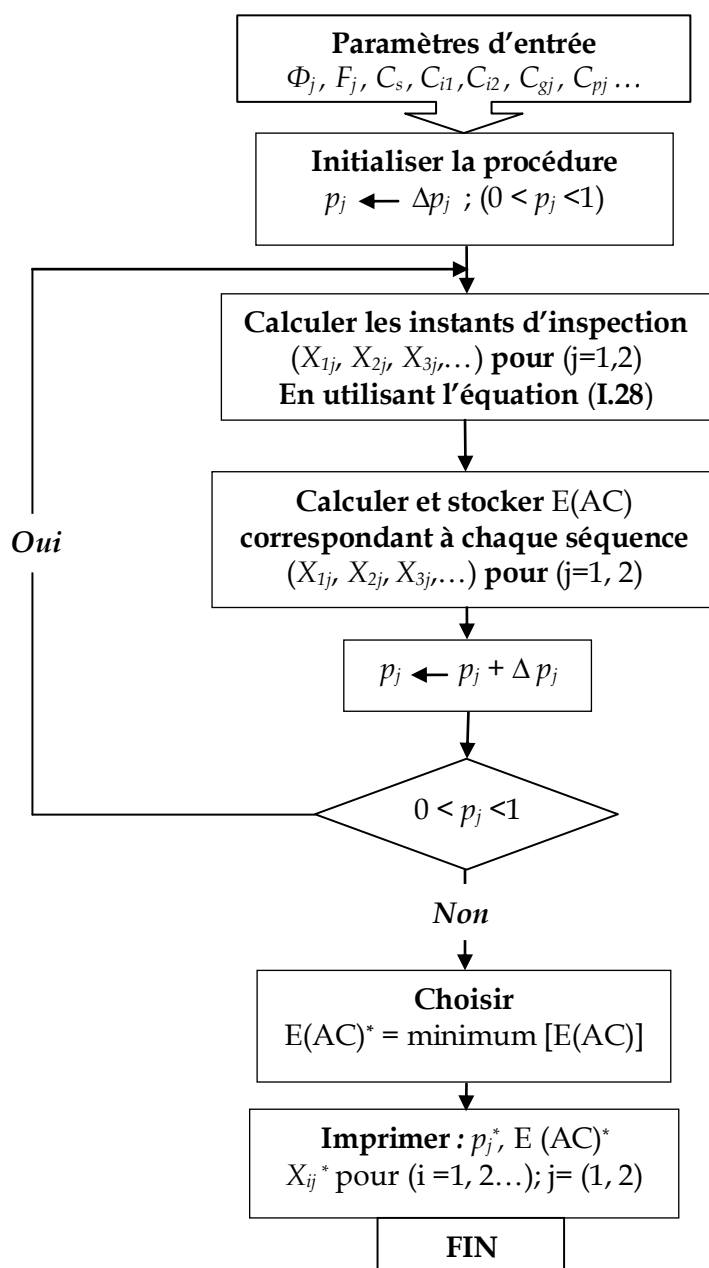 Paramètres d’entrée
Φj, Fj, Cs, Ci1, Ci2, Cgj, Cpj …
Initialiser la procédure
pj ← Δpj ; (0 < pj <1)
Calculer les instants d’inspection
(X1j, X2j, X3j,…) pour (j=1,2)
En utilisant l’équation (I.28)
Calculer et stocker E(AC)
correspondant à chaque séquence
(X1j, X2j, X3j,…) pour (j=1, 2)
Oui
pj ← pj + Δ pj
0 < pj <1
Non
Choisir
E(AC)* = minimum [E(AC)]
Imprimer : pj*, E (AC)*
Xij * pour (i =1, 2…); j= (1, 2)
FIN